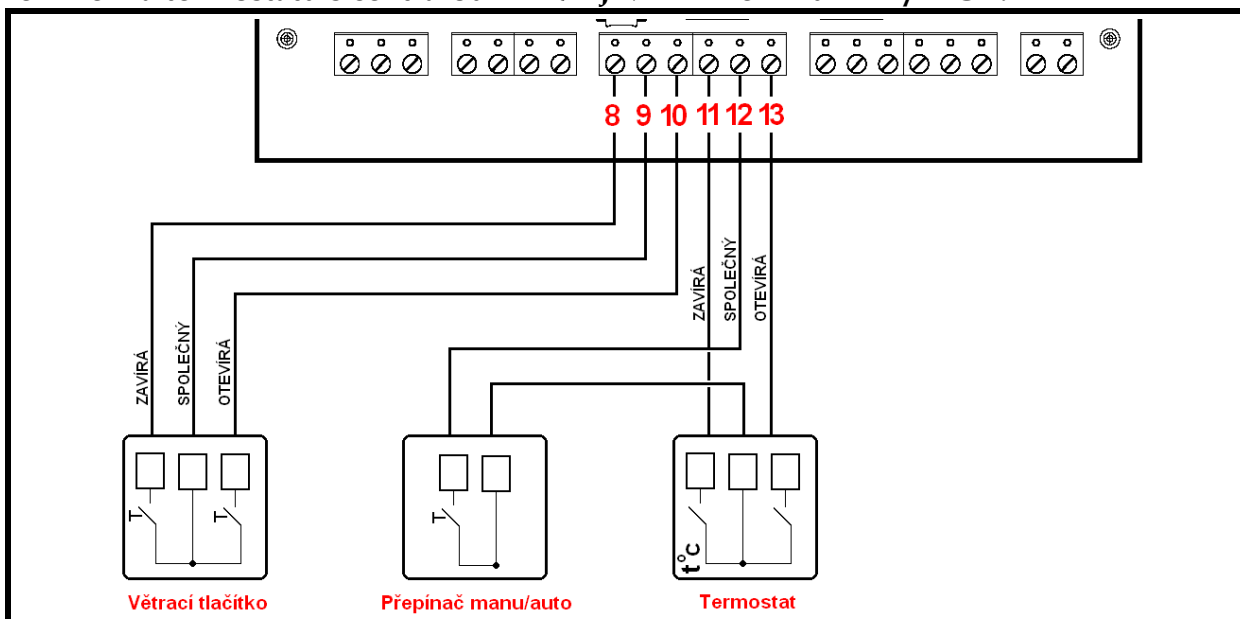 8 9 10 11 12 13
ZAVÍRÁ
SPOLEČNÝ
OTEVÍRÁ
ZAVÍRÁ
SPOLEČNÝ
OTEVÍRÁ
t°C
Větrací tlačítko
Přepínač manu/auto
Termostat